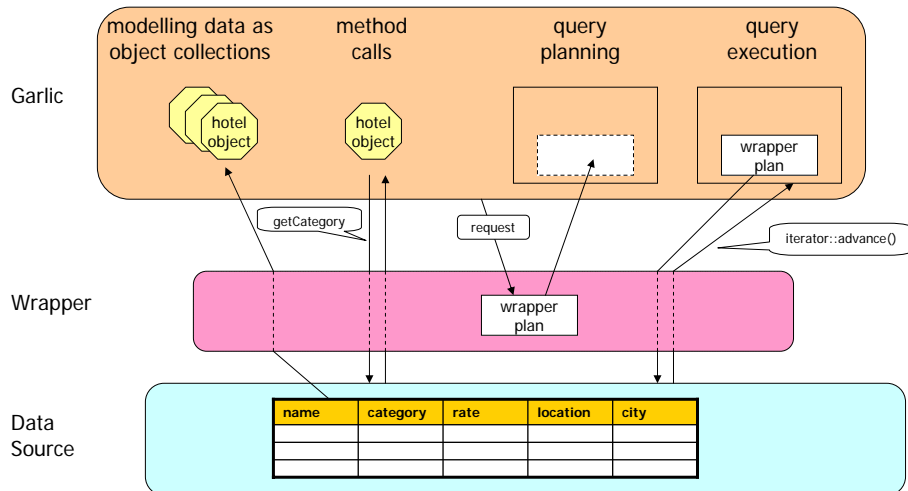 modelling data as
object collections
method
calls
query
planning
query
execution
Garlic
hotel
object
hotel
object
wrapper
plan
getCategory
request
iterator::advance()
Wrapper
wrapper
plan
Data
Source
name category rate location city